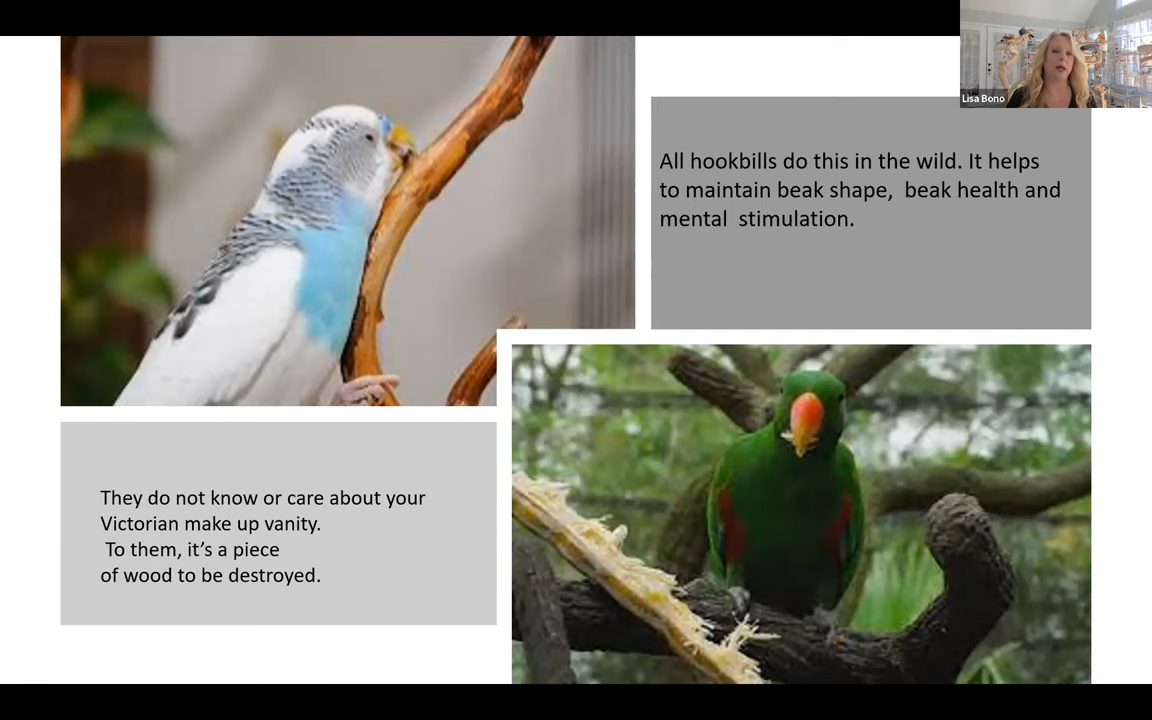 Lisa Bono
All hookbills do this in the wild. It helps
to maintain beak shape,  beak health and
mental  stimulation.
They do not know or care about your
Victorian make up vanity.
To them, it’s a piece
of wood to be destroyed.